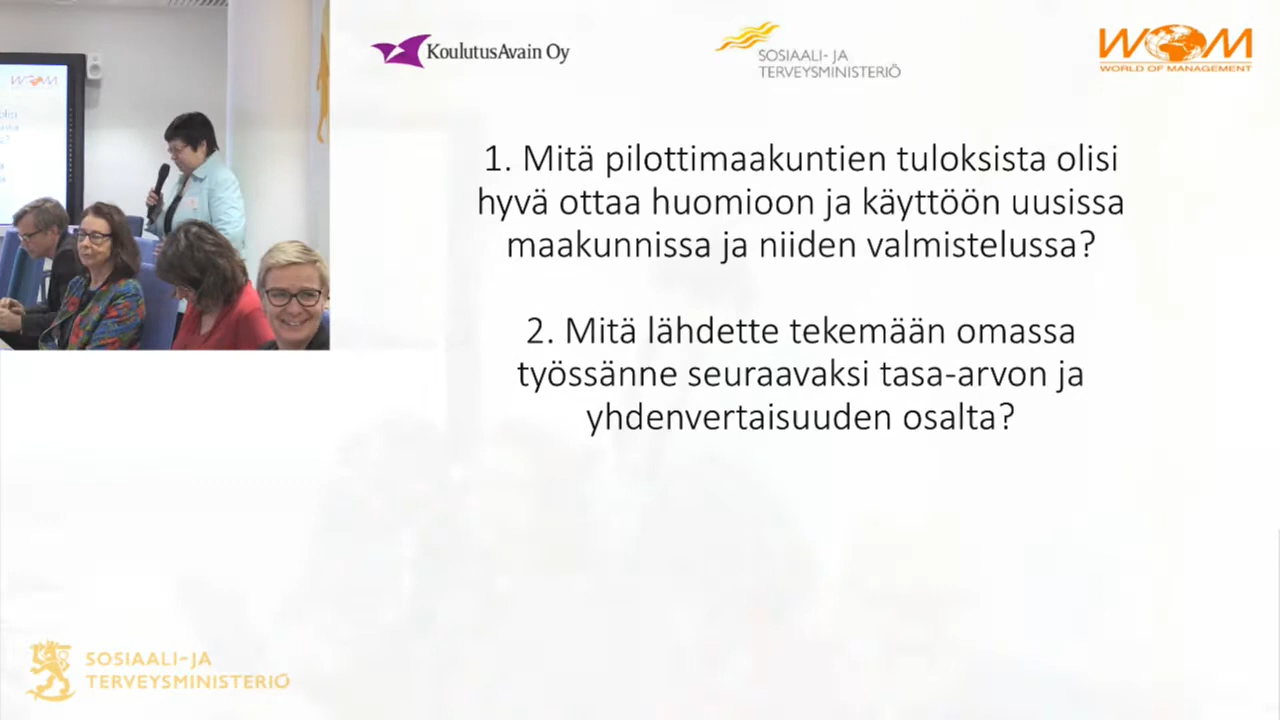 KoulutusAvain Oy
SOSIAALI- JA
TERVEYSMINISTERIÖ
WOM
WORLD OF MANAGEMENT
WOM
1. Mitä pilottimaakuntien tuloksista olisi
hyvä ottaa huomioon ja käyttöön uusissa
maakunnissa ja niiden valmistelussa?
2. Mitä lähdette tekemään omassa
työssänne seuraavaksi tasa-arvon ja
yhdenvertaisuuden osalta?
SOSIAALI- JA
TERVEYSMINISTERIÖ